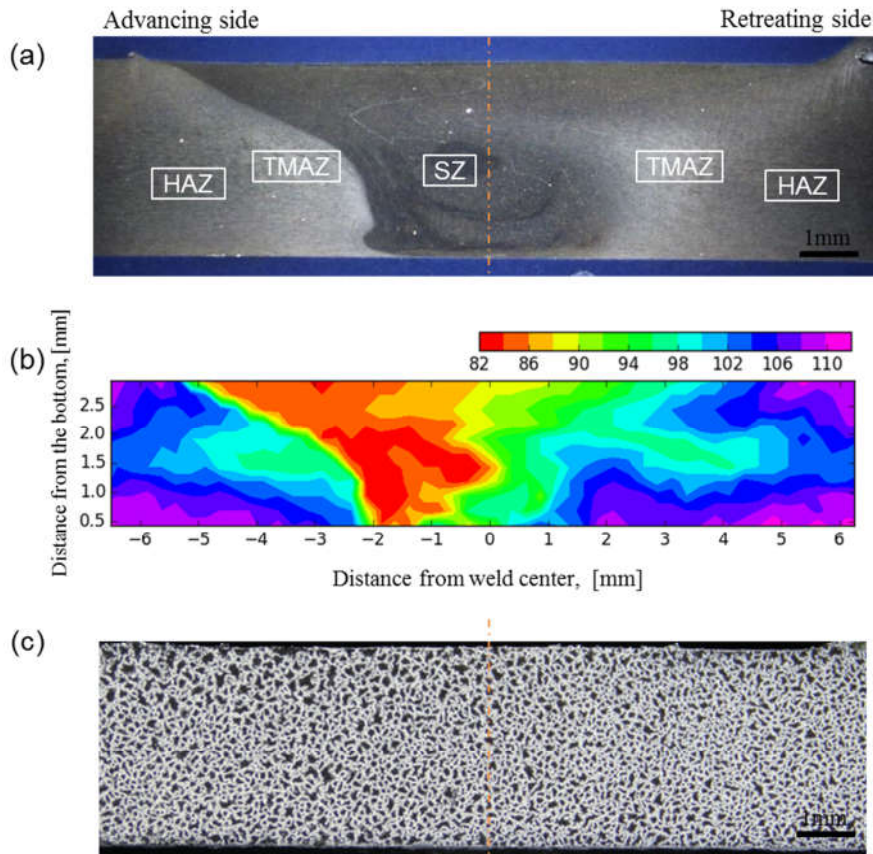 Advancing side
Retreating side
(a)
HAZ
TMAZ
SZ
TMAZ
HAZ
1mm
(b)
82 86 90 94 98 102 106 110
Distance from the bottom, [mm]
2.5
2.0
1.5
1.0
0.5
−6 −5 −4 −3 −2 −1 0 1 2 3 4 5 6
Distance from weld center, [mm]
(c)
1mm